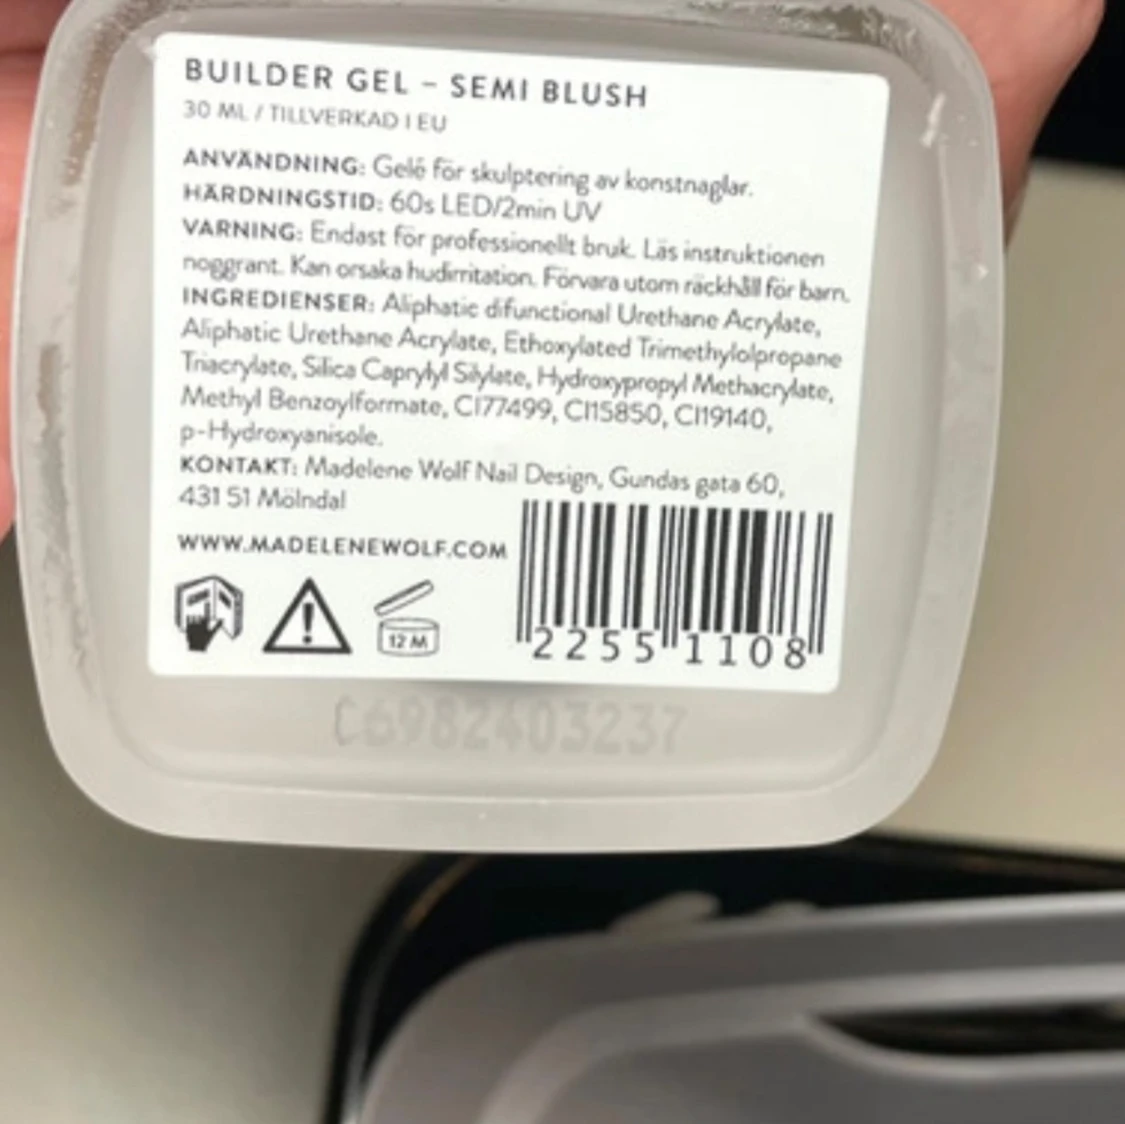 BUILDER GEL – SEMI BLUSH
30 ML / TILLVERKAD I EU
ANVÄNDNING: Gelé för skulptering av konstnaglar.
HÄRDNINGSTID: 60s LED/2min UV
VARNING: Endast för professionellt bruk. Läs instruktionen
noggrant. Kan orsaka hudirritation. Förvara utom räckhåll för barn.
INGREDIENSER: Aliphatic difunctional Urethane Acrylate,
Aliphatic Urethane Acrylate, Ethoxylated Trimethylolpropane
Triacrylate, Silica Caprylyl Silylate, Hydroxypropyl Methacrylate,
Methyl Benzoylformate, CI77499, CI15850, CI19140,
p-Hydroxyanisole.
KONTAKT: Madelene Wolf Nail Design, Gundas gata 60,
431 51 Mölndal
WWW.MADELENEWOLF.COM
12 M
2255 1108
C6982403237